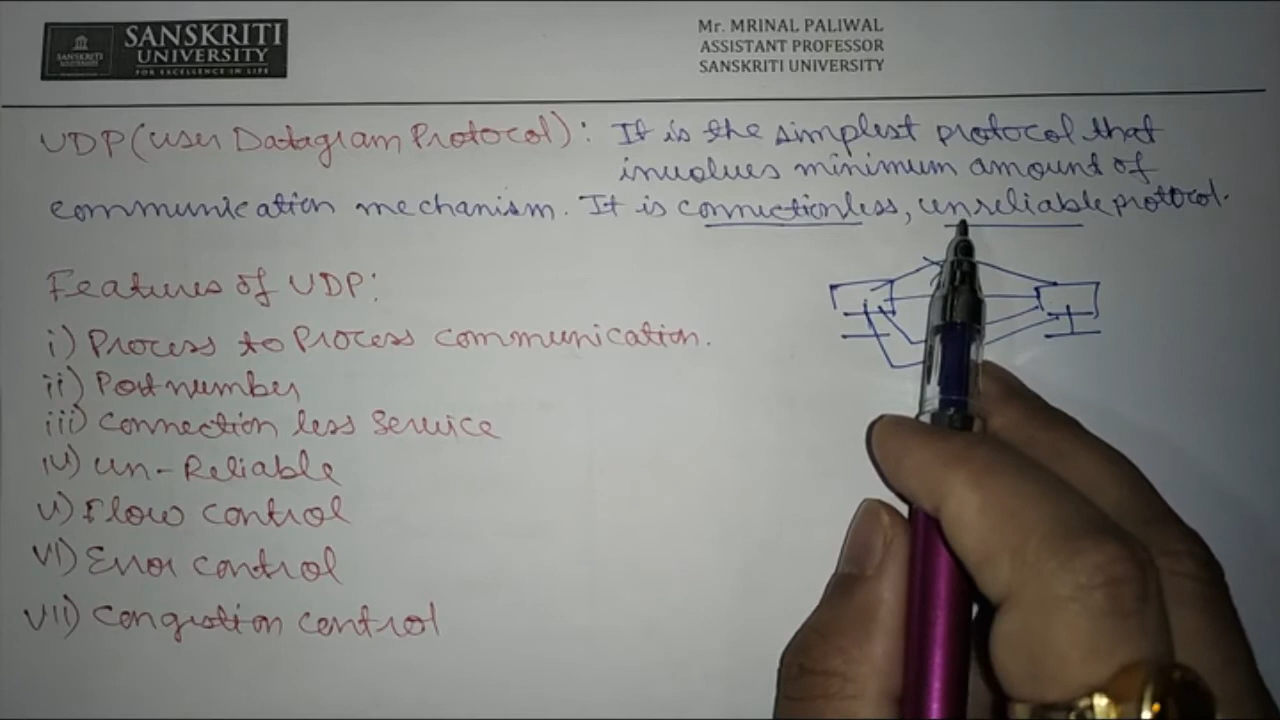 SANSKRITI
UNIVERSITY
FOR EXCELLENCE IN LIFE
SANSKRITI
Mr. MRINAL PALIWAL
ASSISTANT PROFESSOR
SANSKRITI UNIVERSITY
UDP (User Datagram Protocol) : It is the simplest protocol that
involves minimum amount of
communication mechanism. It is connectionless, unreliable protocol.
Features of UDP:
i) Process to Process communication.
ii) Port number
iii) Connection less Service
iv) un-Reliable
v) Flow control
vi) Error control
vii) Congestion control